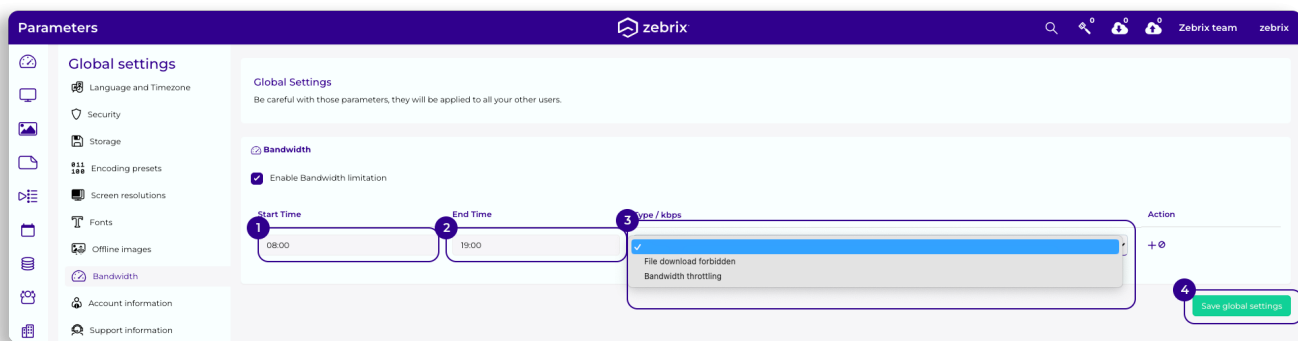 Parameters
zebrix
0
0
0
Zebrix team
zebrix
Global settings
Language and Timezone
Security
Storage
011
100
Encoding presets
Screen resolutions
Fonts
Offline images
Bandwidth
Account information
Support information
Global Settings
Be careful with those parameters, they will be applied to all your other users.
Bandwidth
Enable Bandwidth limitation
Start Time
End Time
Type / kbps
Action
1
2
3
08:00
19:00
File download forbidden
Bandwidth throttling
4
Save global settings